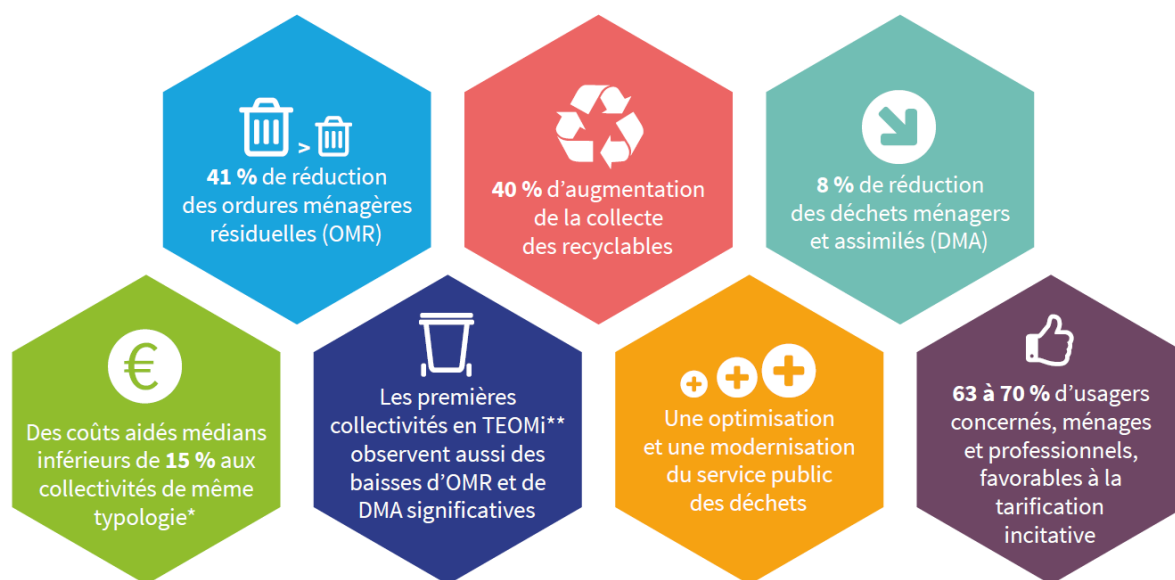 >
41 % de réduction
des ordures ménagères
résiduelles (OMR)
40 % d’augmentation
de la collecte
des recyclables
8 % de réduction
des déchets ménagers
et assimilés (DMA)
€
Des coûts aidés médians
inférieurs de 15 % aux
collectivités de même
typologie*
Les premières
collectivités en TEOMi**
observent aussi des
baisses d’OMR et de
DMA significatives
Une optimisation
et une modernisation
du service public
des déchets
63 à 70 % d’usagers
concernés, ménages
et professionnels,
favorables à la
tarification
incitative